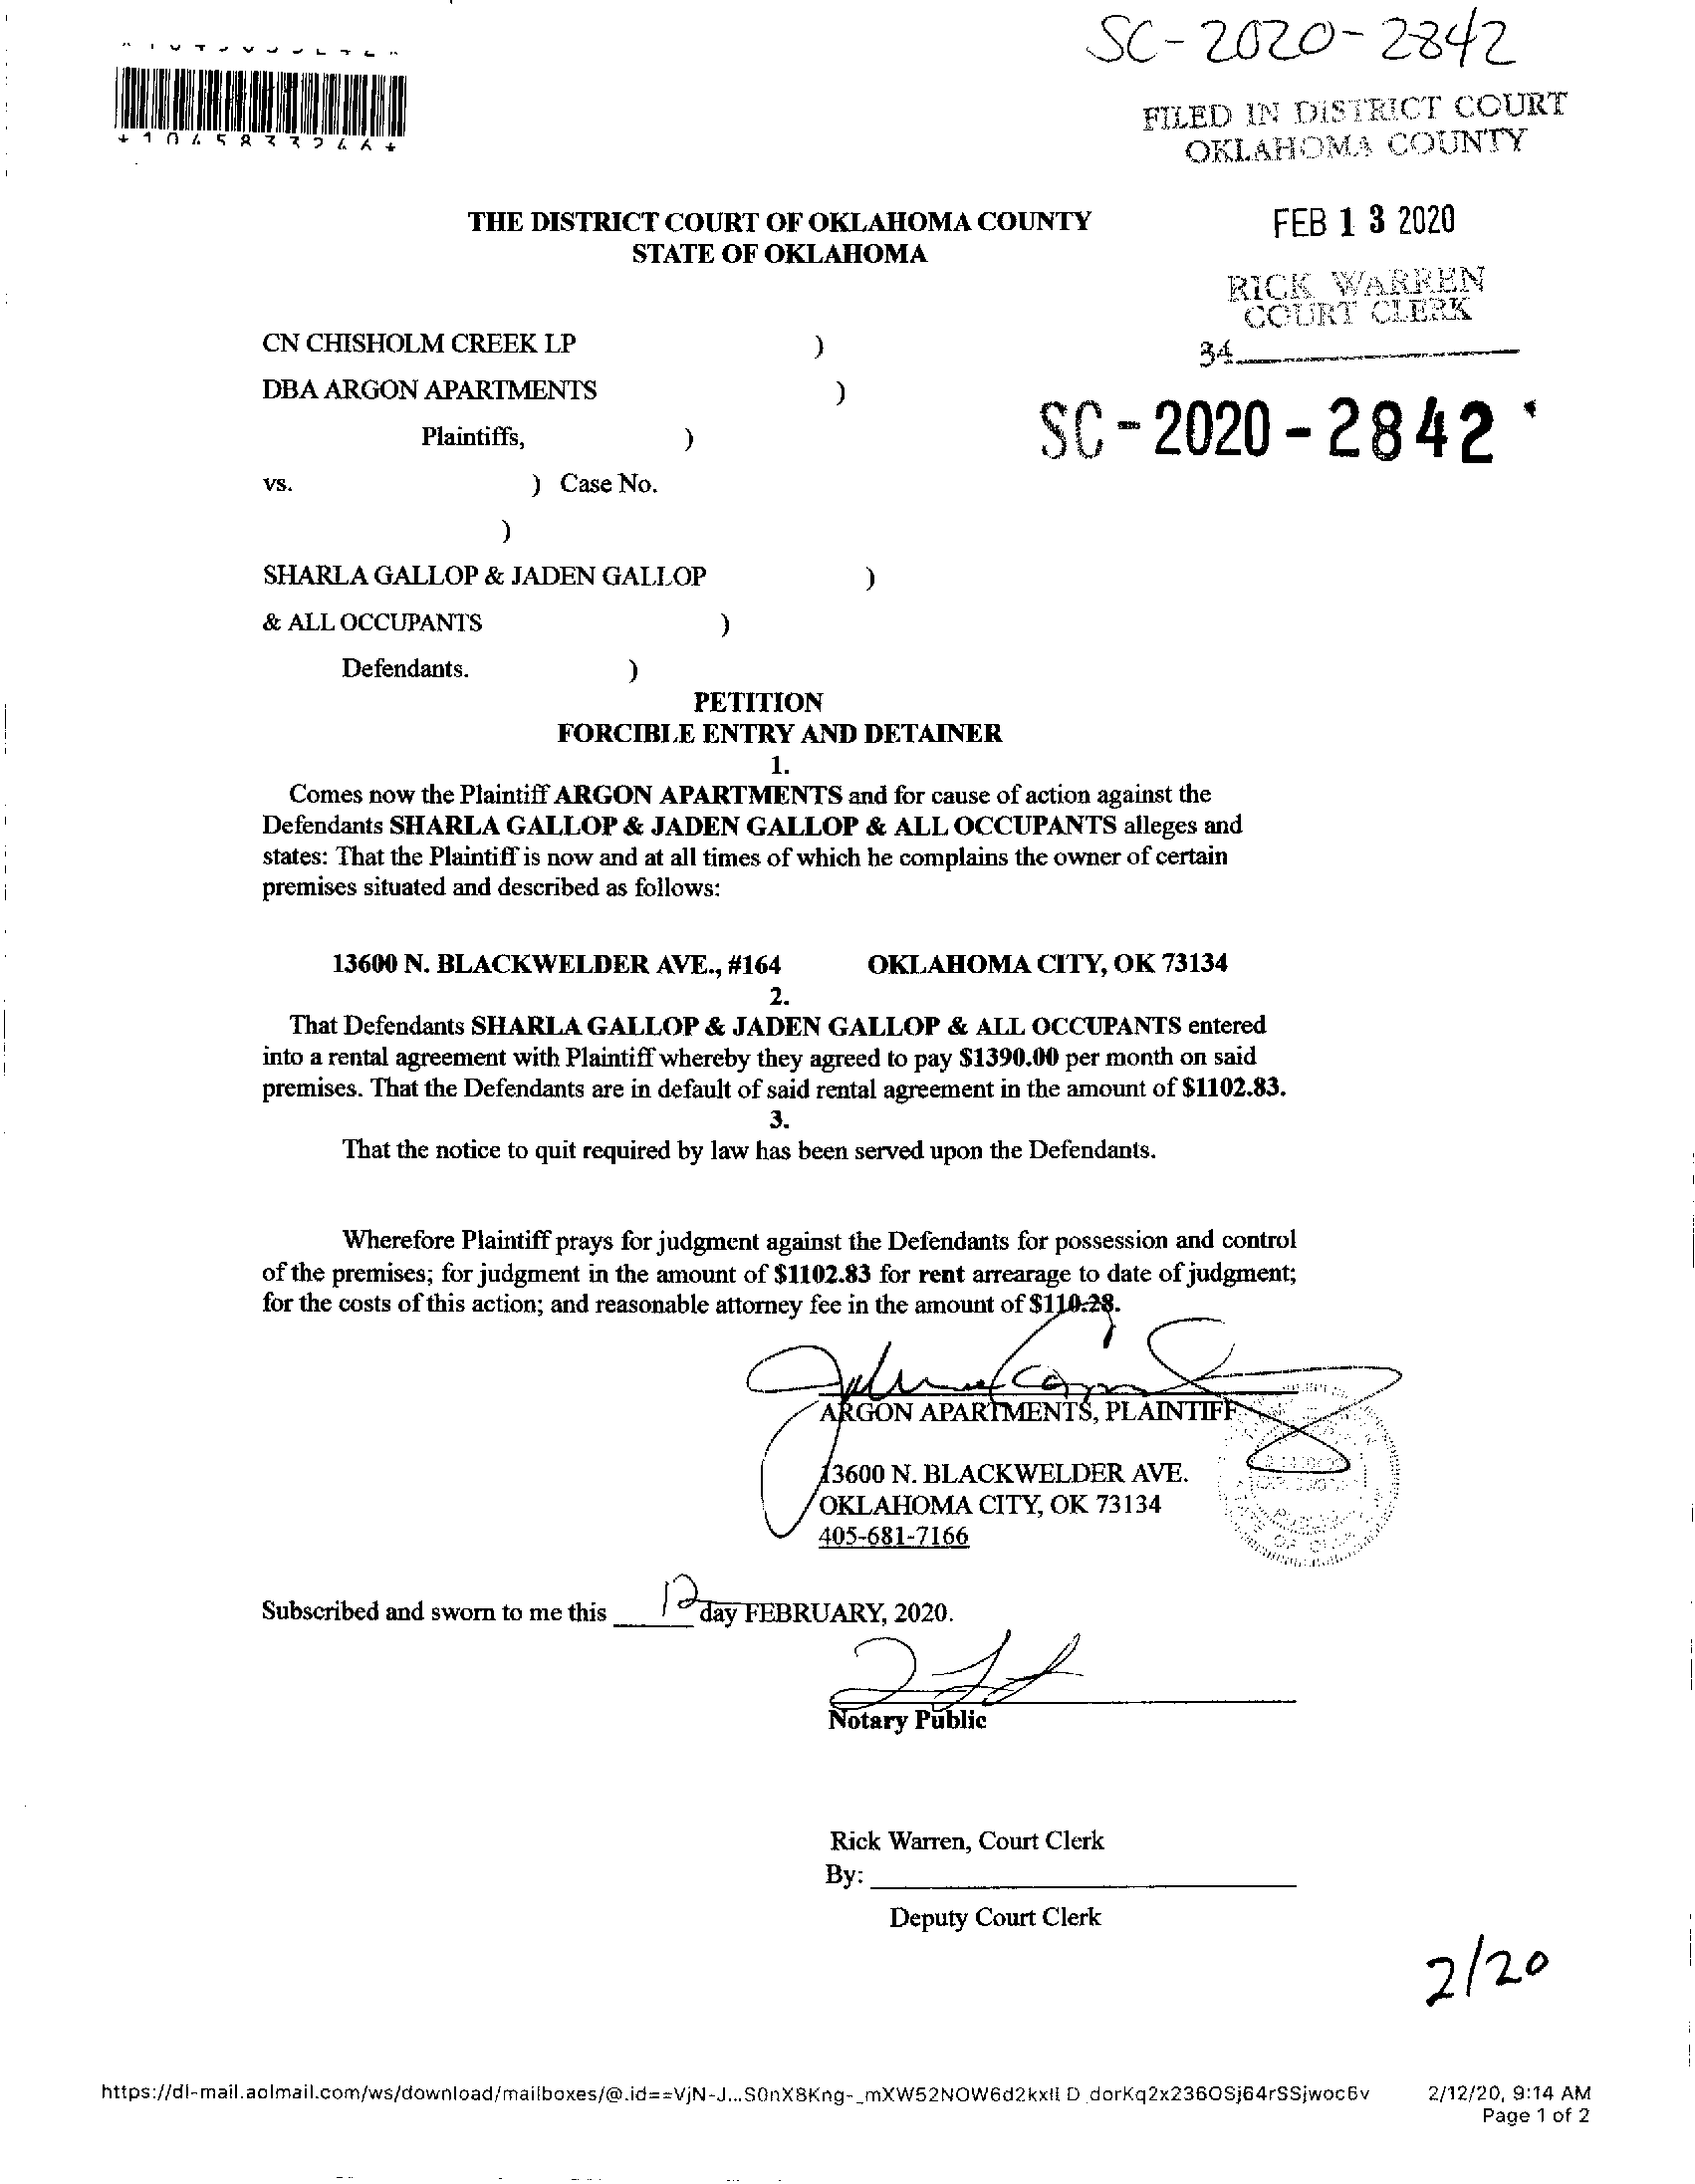 SC-2020-2842
FILED IN DISTRICT COURT
OKLAHOMA COUNTY
*1045833246*
FEB 13 2020
THE DISTRICT COURT OF OKLAHOMA COUNTY
STATE OF OKLAHOMA
RICK WARREN
COURT CLERK
34
CN CHISHOLM CREEK LP )
DBA ARGON APARTMENTS )
SC-2020-2842
Plaintiffs, )
vs. ) Case No.
)
SHARLA GALLOP & JADEN GALLOP )
& ALL OCCUPANTS )
Defendants. )
PETITION
FORCIBLE ENTRY AND DETAINER
1.
Comes now the Plaintiff ARGON APARTMENTS and for cause of action against the
Defendants SHARLA GALLOP & JADEN GALLOP & ALL OCCUPANTS alleges and
states: That the Plaintiff is now and at all times of which he complains the owner of certain
premises situated and described as follows:
13600 N. BLACKWELDER AVE., #164 OKLAHOMA CITY, OK 73134
2.
That Defendants SHARLA GALLOP & JADEN GALLOP & ALL OCCUPANTS entered
into a rental agreement with Plaintiff whereby they agreed to pay $1390.00 per month on said
premises. That the Defendants are in default of said rental agreement in the amount of $1102.83.
3.
That the notice to quit required by law has been served upon the Defendants.
Wherefore Plaintiff prays for judgment against the Defendants for possession and control
of the premises; for judgment in the amount of $1102.83 for rent arrearage to date of judgment;
for the costs of this action; and reasonable attorney fee in the amount of $110.28.
ARGON APARTMENTS, PLAINTIFF
13600 N. BLACKWELDER AVE.
OKLAHOMA CITY, OK 73134
405-681-7166
Subscribed and sworn to me this 12 day FEBRUARY, 2020.
Notary Public
Rick Warren, Court Clerk
By:
Deputy Court Clerk
2/20
https://dl-mail.aolmail.com/ws/download/mailboxes/@.id==VjN-J...S0nX8Kng-_mXW52NOW6d2kxlI D_dorKq2x236OSj64rSSjwoc6v 2/12/20, 9:14 AM
Page 1 of 2